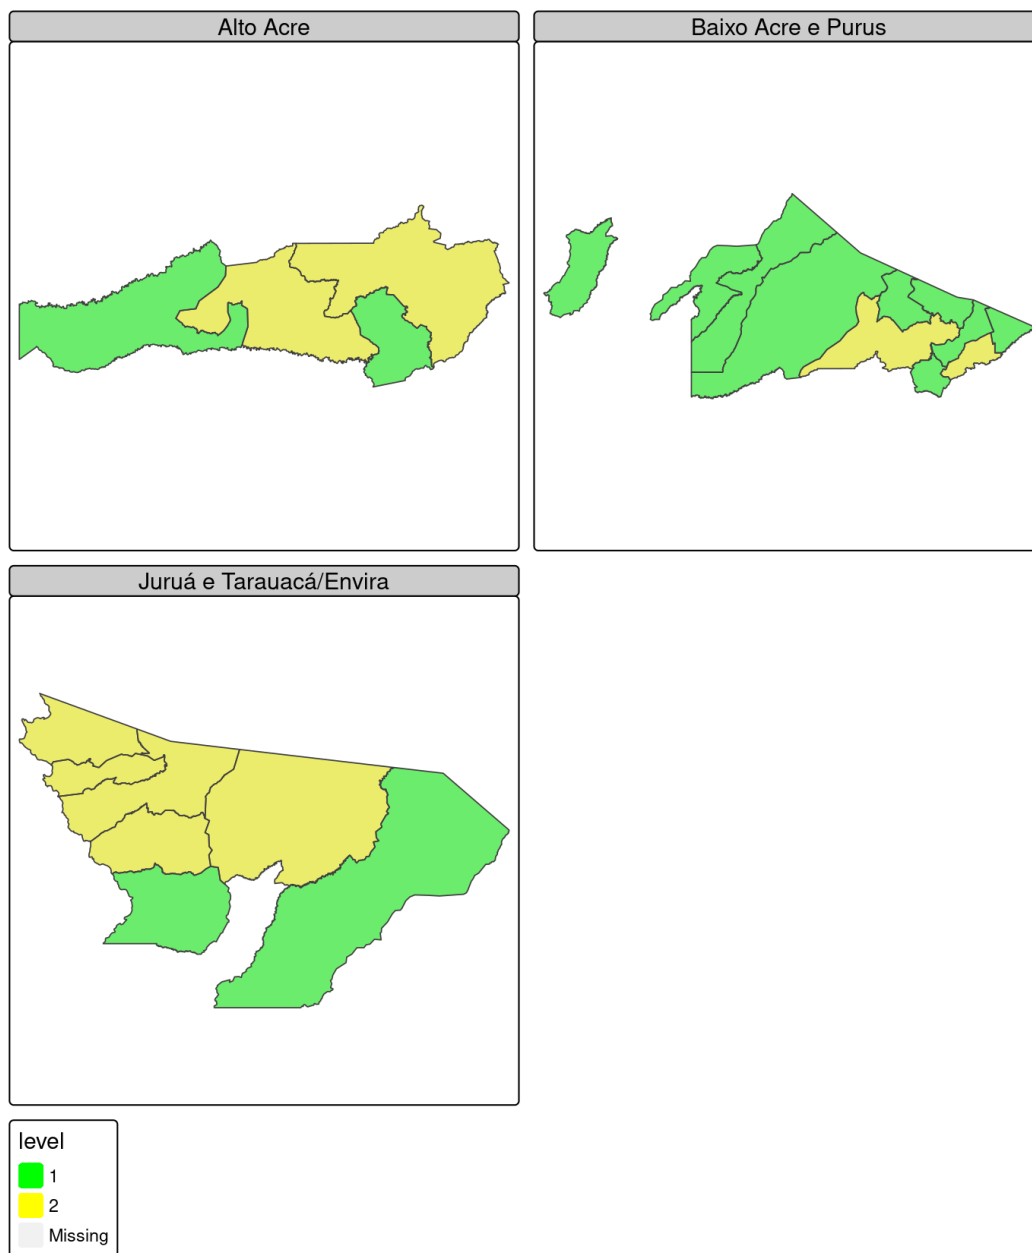 Alto Acre
Baixo Acre e Purus
Juruá e Tarauacá/Envira
level
1
2
Missing